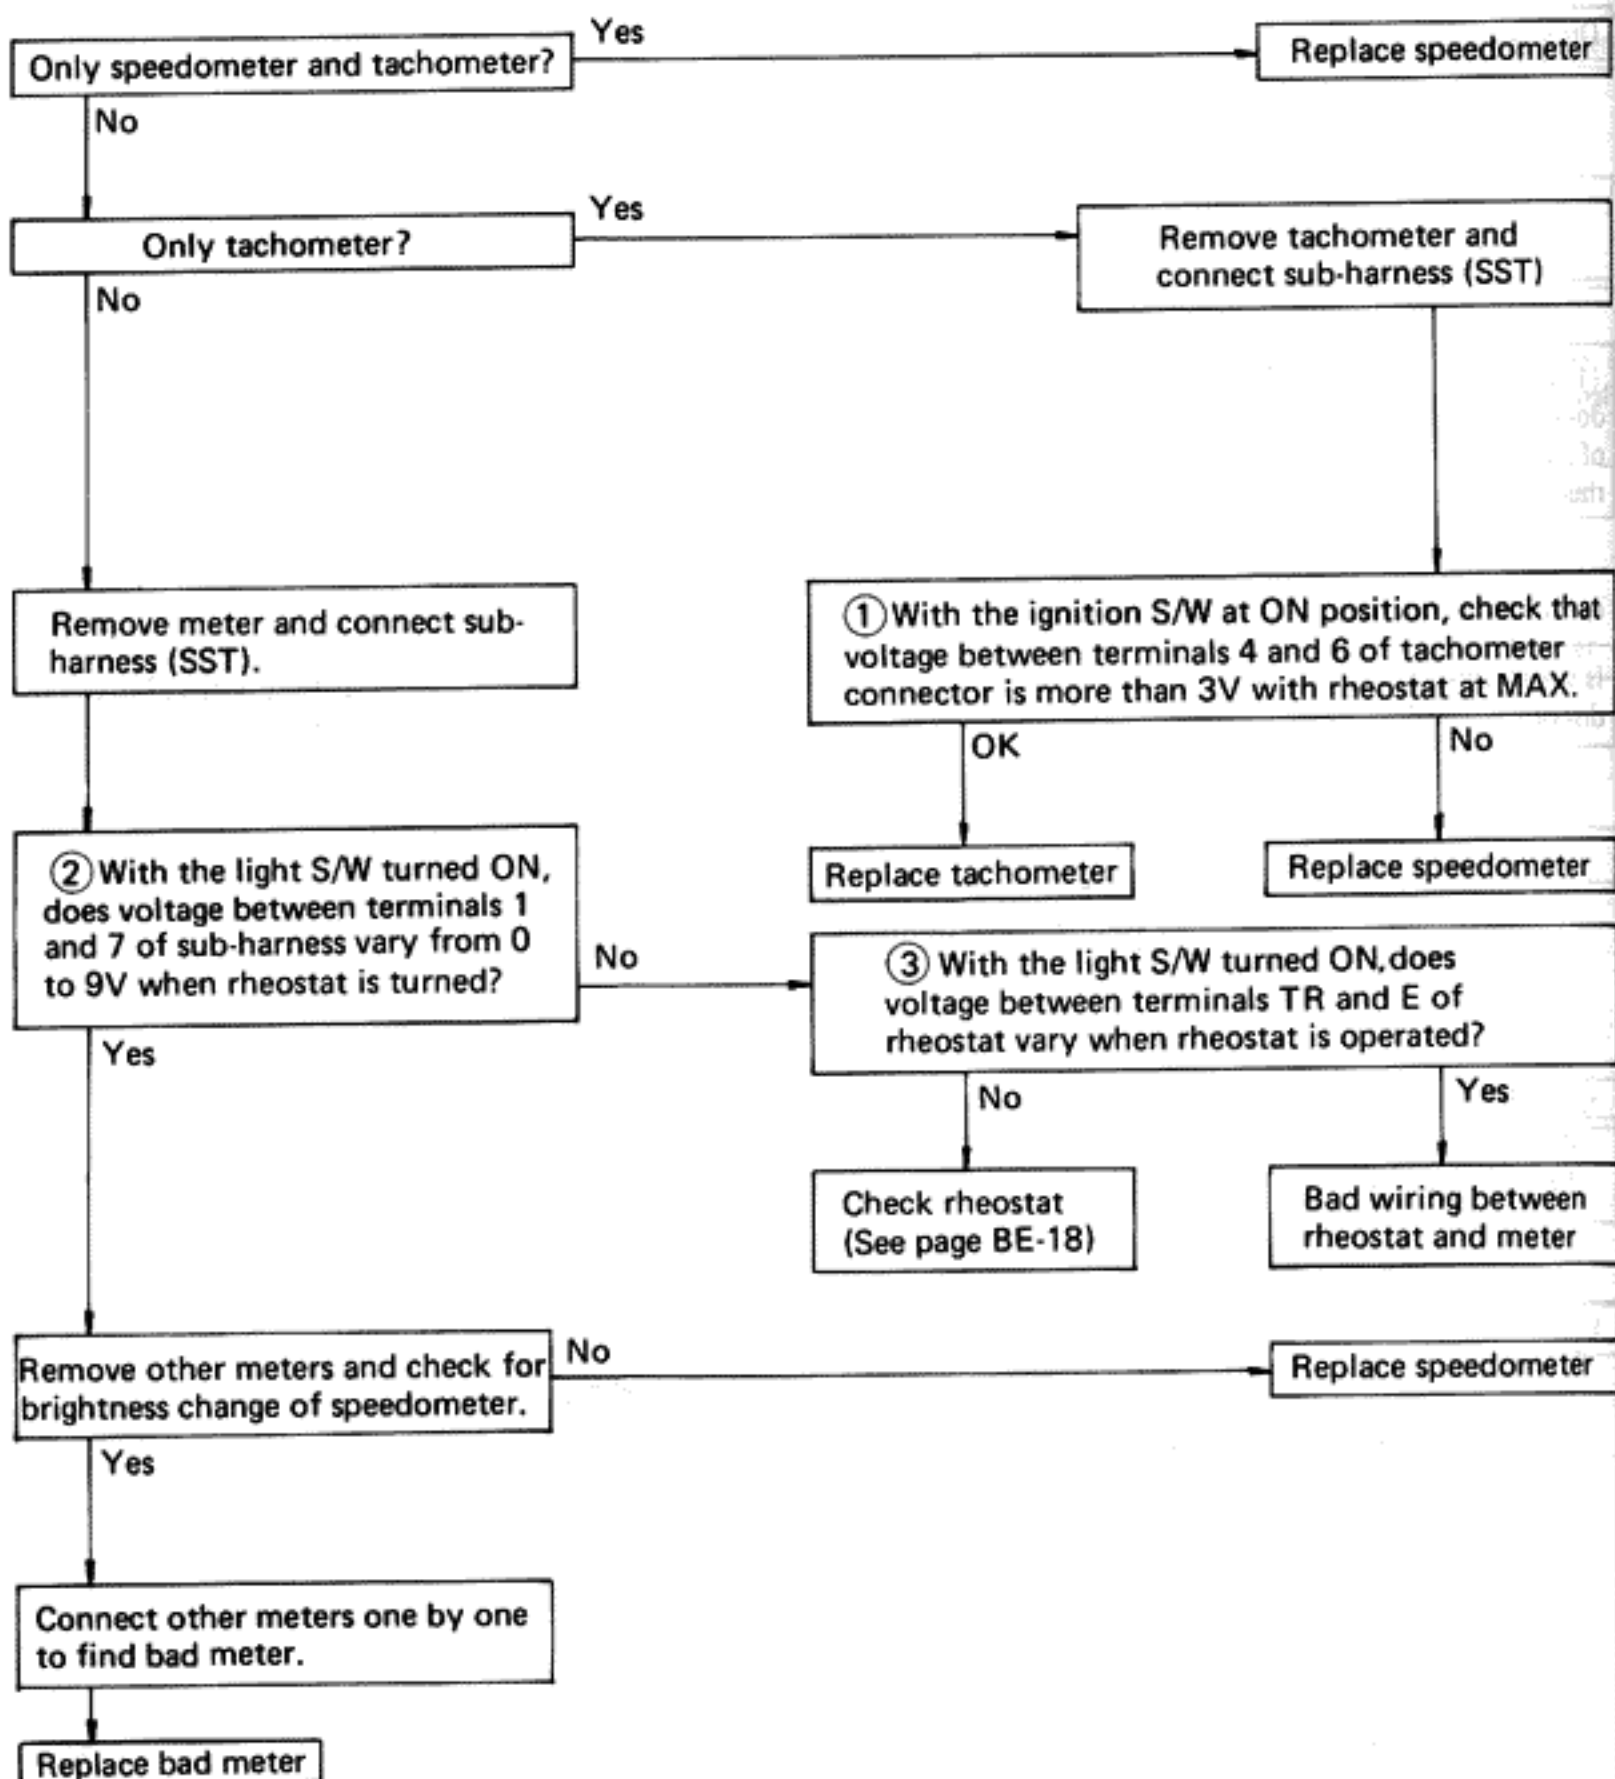 Only speedometer and tachometer?
Yes
Replace speedometer
No
Only tachometer?
Yes
Remove tachometer and
connect sub-harness (SST)
No
Remove meter and connect sub-
harness (SST).
① With the ignition S/W at ON position, check that
voltage between terminals 4 and 6 of tachometer
connector is more than 3V with rheostat at MAX.
OK
No
Replace tachometer
Replace speedometer
② With the light S/W turned ON,
does voltage between terminals 1
and 7 of sub-harness vary from 0
to 9V when rheostat is turned?
No
③ With the light S/W turned ON, does
voltage between terminals TR and E of
rheostat vary when rheostat is operated?
Yes
No
Yes
Check rheostat
(See page BE-18)
Bad wiring between
rheostat and meter
Remove other meters and check for
brightness change of speedometer.
No
Replace speedometer
Yes
Connect other meters one by one
to find bad meter.
Replace bad meter